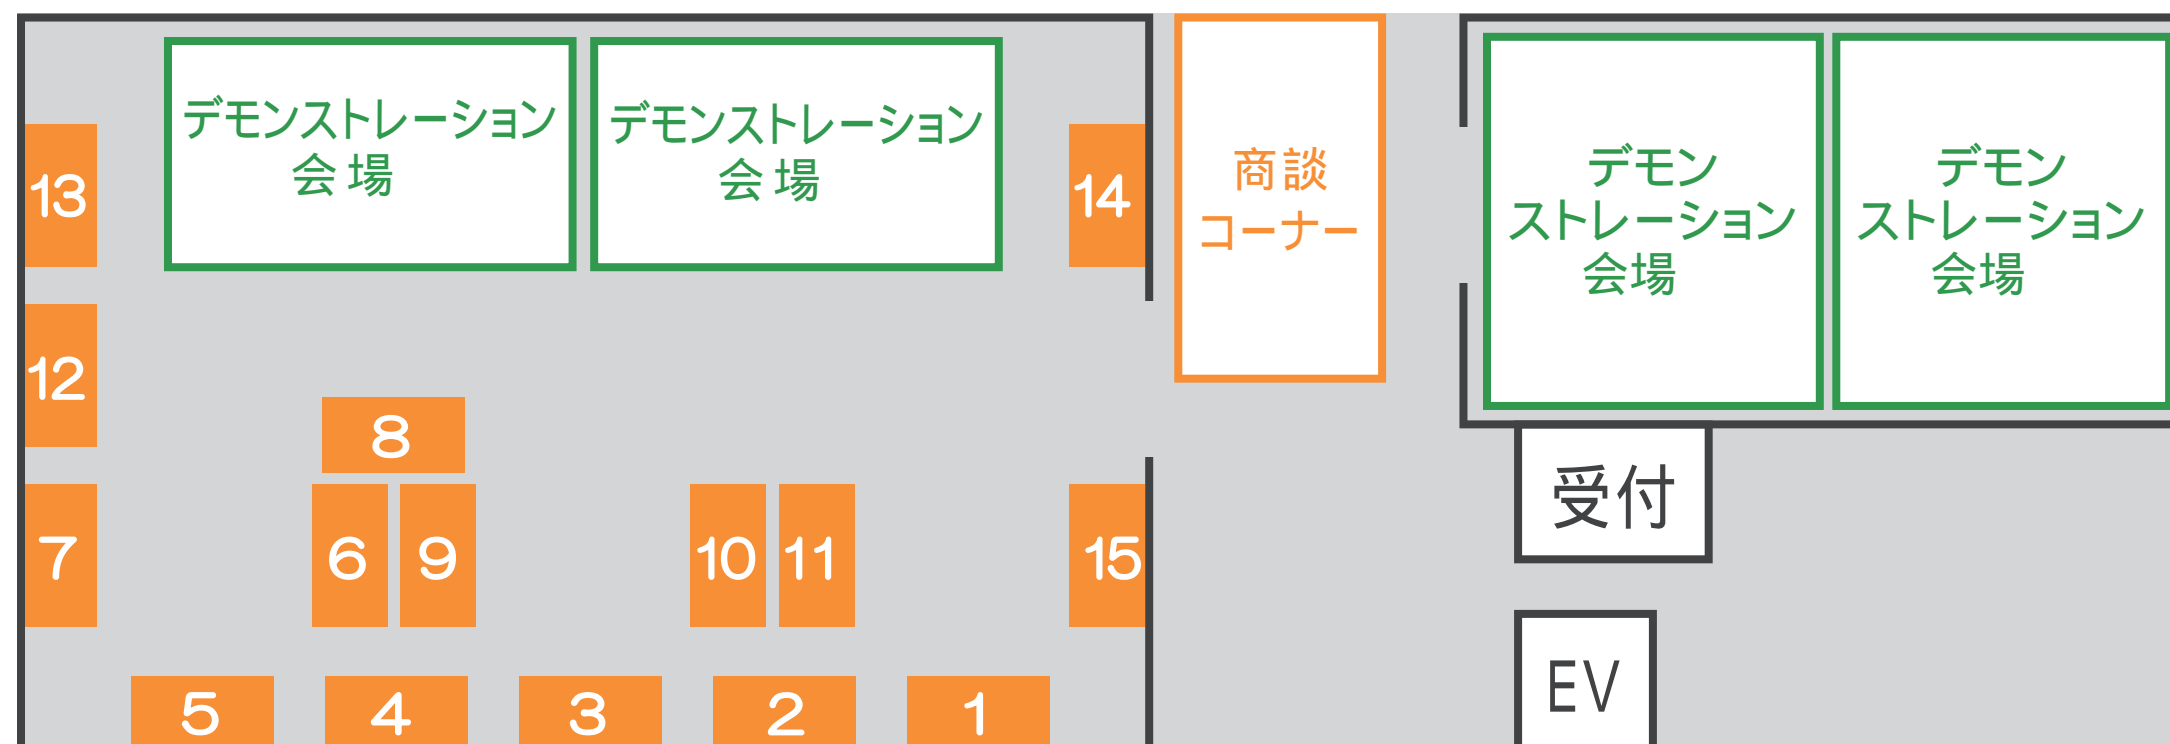 デモンストレーション
会場
デモンストレーション
会場
商談
コーナー
デモン
ストレーション
会場
デモン
ストレーション
会場
13
14
12
8
7
6
9
10
11
15
受付
5
4
3
2
1
EV